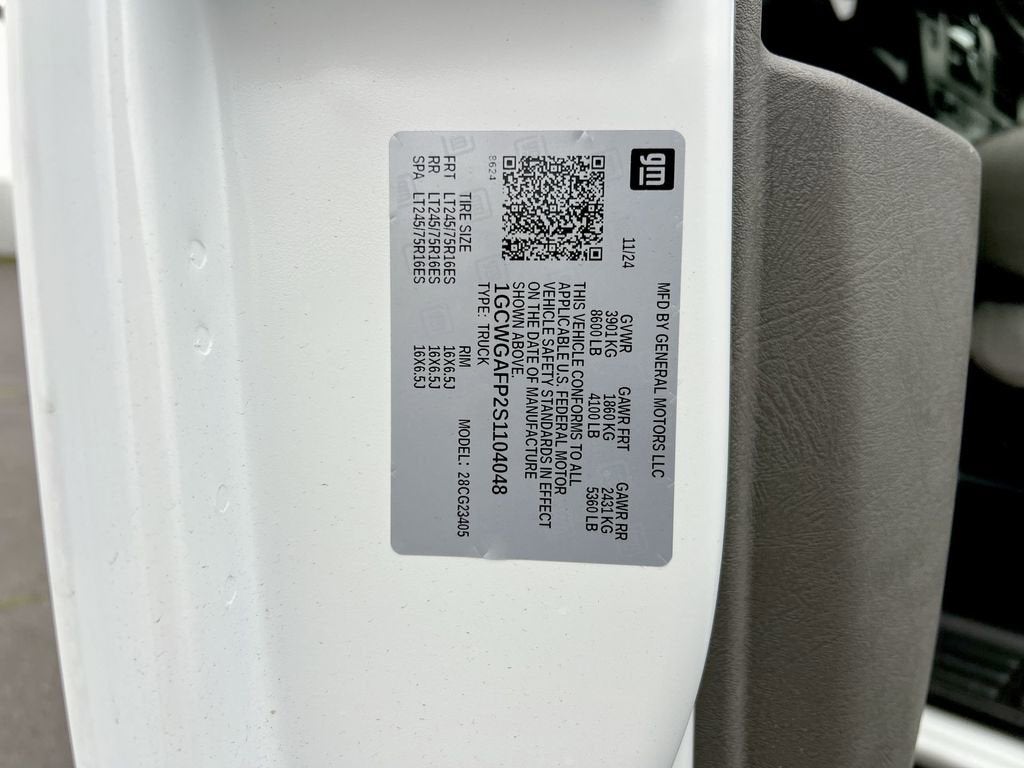 gm
MFD BY GENERAL MOTORS LLC
11/24
GVWR GAWR FRT GAWR RR
3901 KG 1860 KG 2431 KG
8600 LB 4100 LB 5360 LB
THIS VEHICLE CONFORMS TO ALL
APPLICABLE U.S. FEDERAL MOTOR
VEHICLE SAFETY STANDARDS IN EFFECT
ON THE DATE OF MANUFACTURE
SHOWN ABOVE.
1GCWGAFP2S1104048
8624
TYPE: TRUCK MODEL: 28CG23405
TIRE SIZE RIM
FRT LT245/75R16ES 16X6.5J
RR LT245/75R16ES 16X6.5J
SPA LT245/75R16ES 16X6.5J